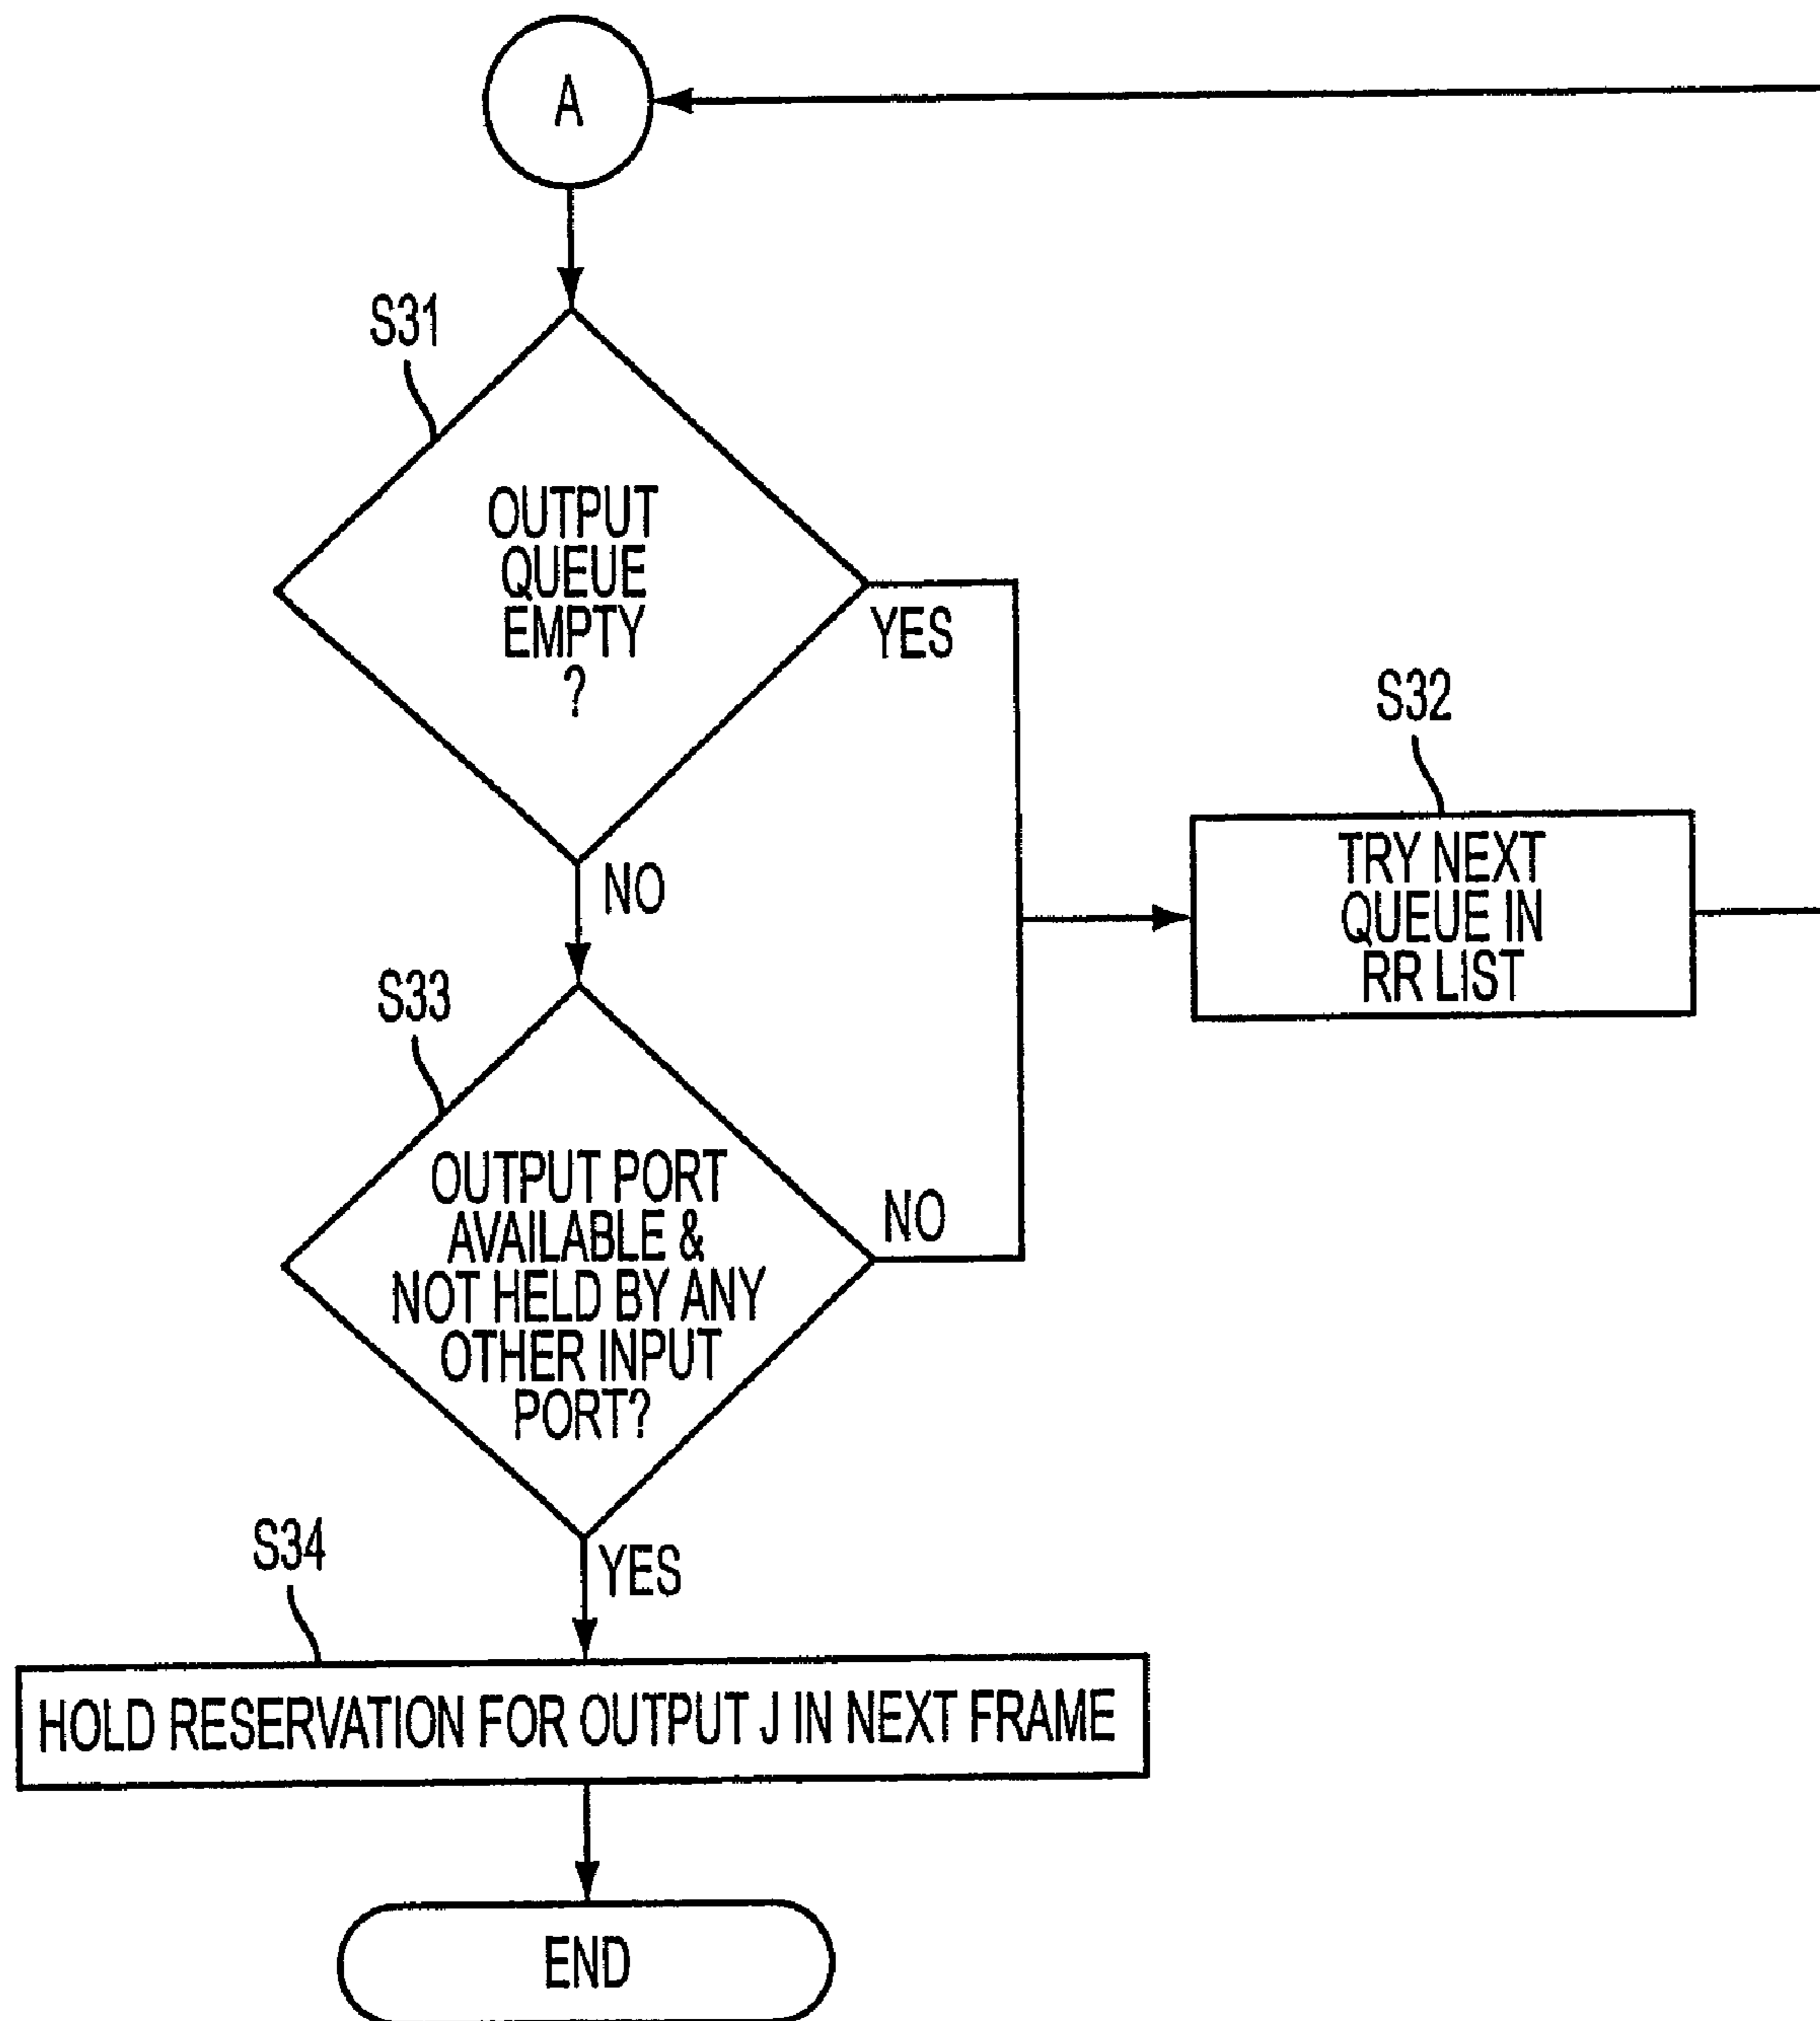 A
S31
OUTPUT
QUEUE
EMPTY
?
YES
NO
S32
TRY NEXT
QUEUE IN
RR LIST
S33
OUTPUT PORT
AVAILABLE &
NOT HELD BY ANY
OTHER INPUT
PORT?
NO
YES
S34
HOLD RESERVATION FOR OUTPUT J IN NEXT FRAME
END